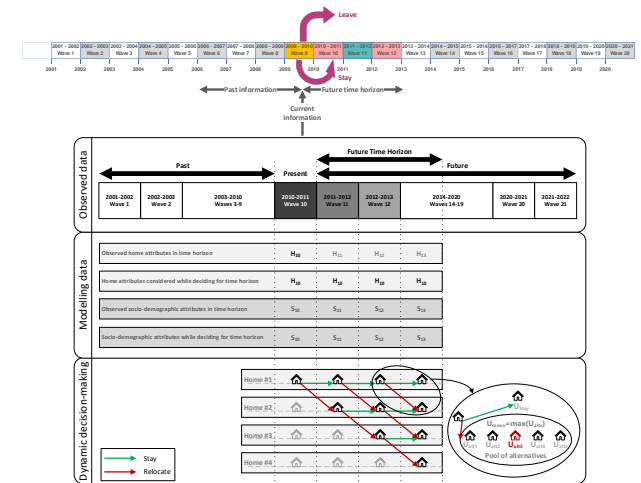 Leave
2001 - 2002 2002 - 2003 2003 - 2004 2004 - 2005 2005 - 2006 2006 - 2007 2007 - 2008 2008 - 2009 2009 - 2010 2010 - 2011 2011 - 2012 2012 - 2013 2013 - 2014 2014 - 2015 2015 - 2016 2016 - 2017 2017 - 2018 2018 - 2019 2019 - 2020 2020 - 2021
Wave 1 Wave 2 Wave 3 Wave 4 Wave 5 Wave 6 Wave 7 Wave 8 Wave 9 Wave 10 Wave 11 Wave 12 Wave 13 Wave 14 Wave 15 Wave 16 Wave 17 Wave 18 Wave 19 Wave 20
2001 2002 2003 2004 2005 2006 2007 2008 2009 2010 2011 2012 2013 2014 2015 2016 2017 2018 2019 2020
Stay
Past information Future time horizon
Current
information
Observed data
Future Time Horizon
Past Present Future
2001-2002 2002-2003 2003-2010 2010-2011 2011-2012 2012-2013 2014-2020 2020-2021 2021-2022
Wave 1 Wave 2 Waves 3-9 Wave 10 Wave 11 Wave 12 Waves 14-19 Wave 20 Wave 21
Modelling data
Observed home attributes in time horizon H₁₀ H₁₁ H₁₂ H₁₃
Home attributes considered while deciding for time horizon H₁₀ H₁₀ H₁₀ H₁₀
Observed socio-demographic attributes in time horizon S₁₀ S₁₁ S₁₂ S₁₃
Socio-demographic attributes while deciding for time horizon S₁₀ S₁₁ S₁₂ S₁₃
Dynamic decision-making
Home #1
Home #2
Home #3
Home #4
Stay
Relocate
U_Stay
=max(U_alts)
U_alt1 U_alt2 U_alt3
Pool of alternatives